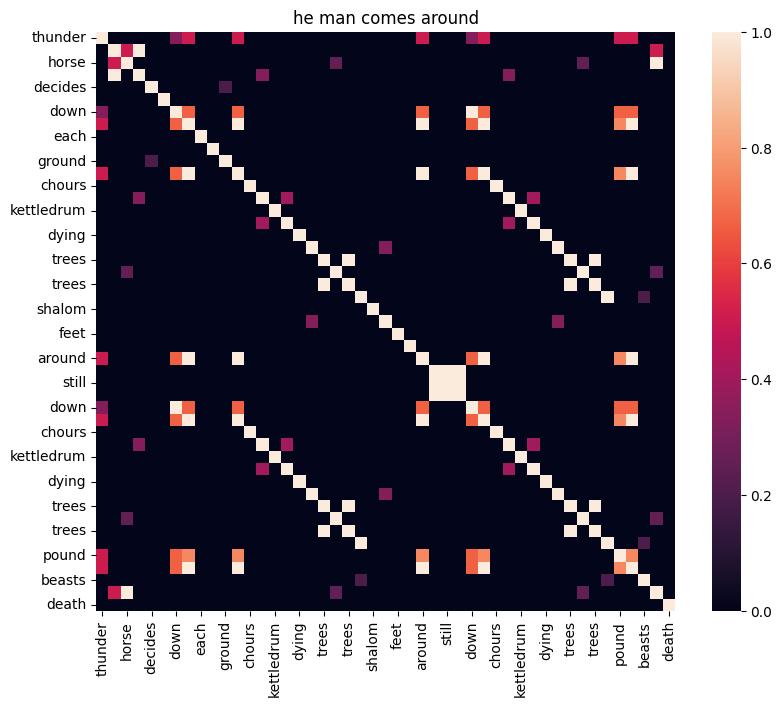 he man comes around
thunder
horse
decides
down
each
ground
chours
kettledrum
dying
trees
trees
shalom
feet
around
still
down
chours
kettledrum
dying
trees
trees
pound
beasts
death
1.0
0.8
0.6
0.4
0.2
0.0
thunder horse decides down each ground chours kettledrum dying trees trees shalom feet around still down chours kettledrum dying trees trees pound beasts death